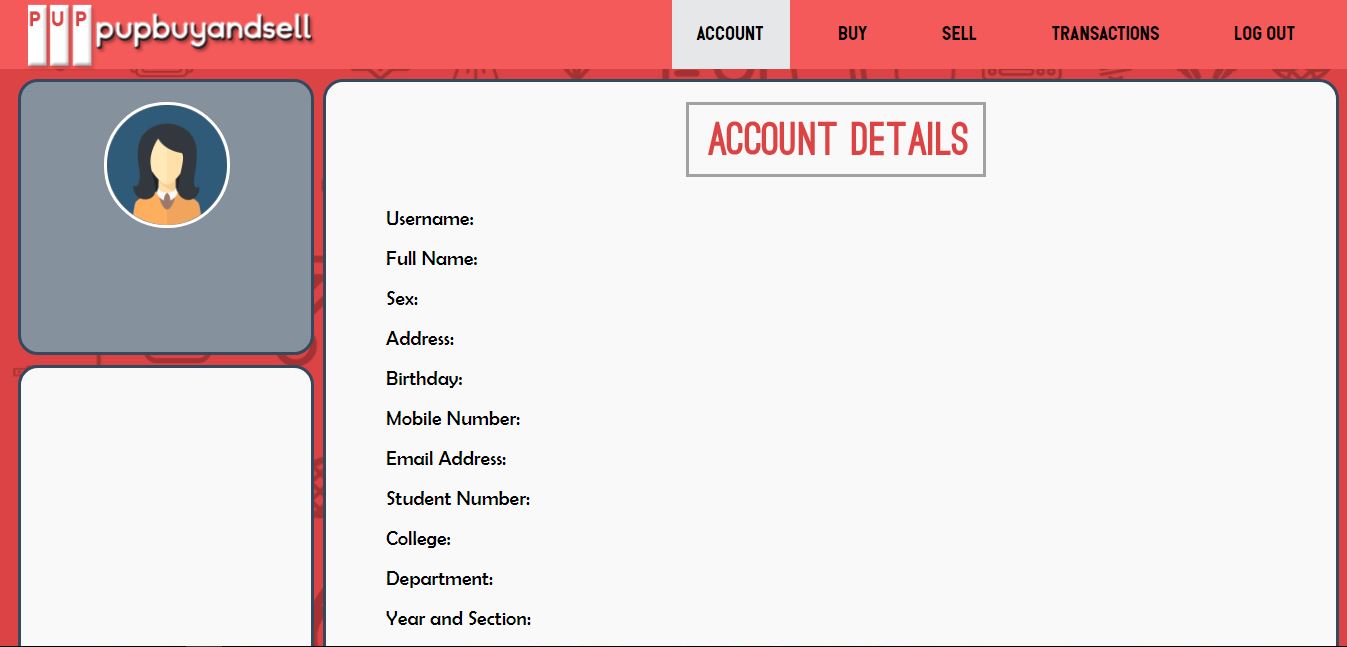 PUP pupbuyandsell
ACCOUNT BUY SELL TRANSACTIONS LOG OUT
ACCOUNT DETAILS
Username:
Full Name:
Sex:
Address:
Birthday:
Mobile Number:
Email Address:
Student Number:
College:
Department:
Year and Section: